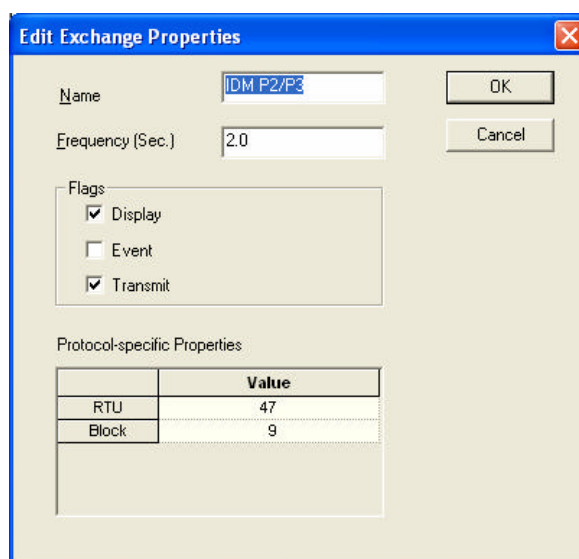 Edit Exchange Properties
Name IDM P2/P3 OK
Frequency (Sec.) 2.0 Cancel
Flags
Display
Event
Transmit
Protocol-specific Properties
Value
RTU 47
Block 9